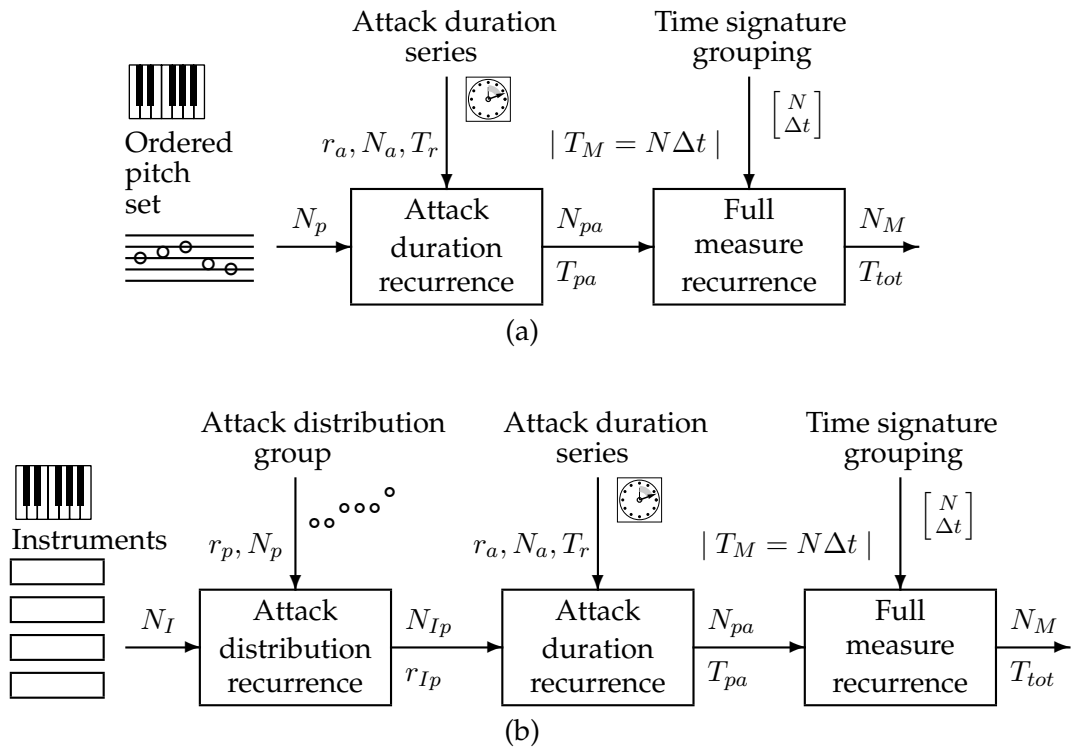 Attack duration
series
Time signature
grouping
Ordered
pitch
set
r_a, N_a, T_r
| T_M = NΔt |
[N
Δt]
N_p
Attack
duration
recurrence
N_pa
T_pa
Full
measure
recurrence
N_M
T_tot
(a)
Attack distribution
group
Attack duration
series
Time signature
grouping
Instruments
r_p, N_p
r_a, N_a, T_r
| T_M = NΔt |
[N
Δt]
N_I
Attack
distribution
recurrence
N_Ip
r_Ip
Attack
duration
recurrence
N_pa
T_pa
Full
measure
recurrence
N_M
T_tot
(b)